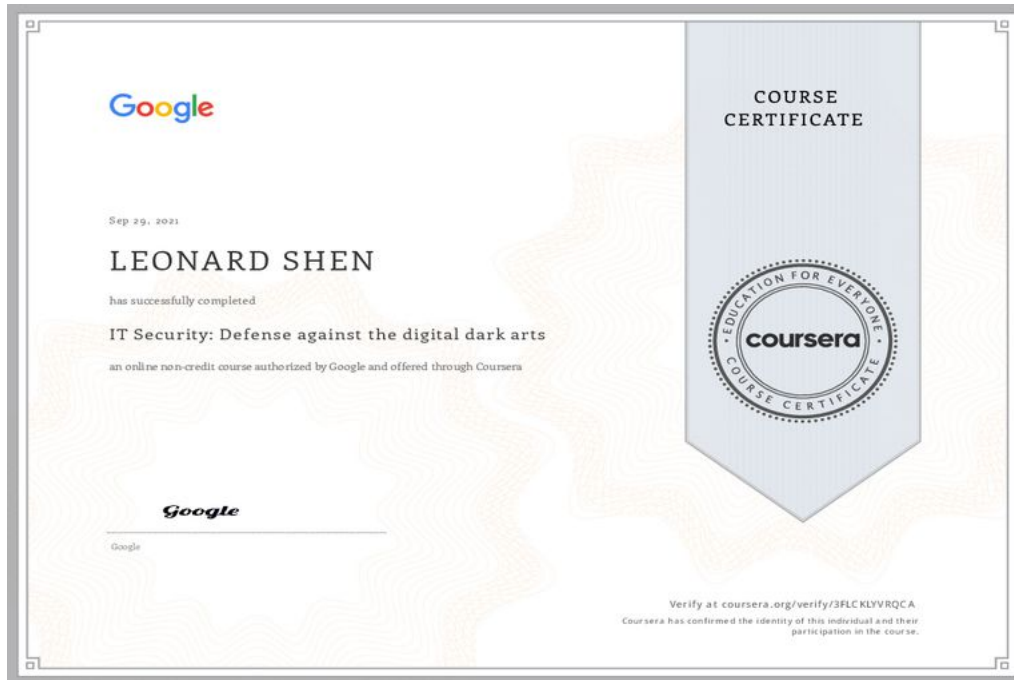 Google
COURSE
CERTIFICATE
Sep 29, 2021
LEONARD SHEN
has successfully completed
IT Security: Defense against the digital dark arts
an online non-credit course authorized by Google and offered through Coursera
EDUCATION FOR EVERYONE
coursera
COURSE CERTIFICATE
Google
Google
Verify at coursera.org/verify/3FLCKLYVRQCA
Coursera has confirmed the identity of this individual and their
participation in the course.